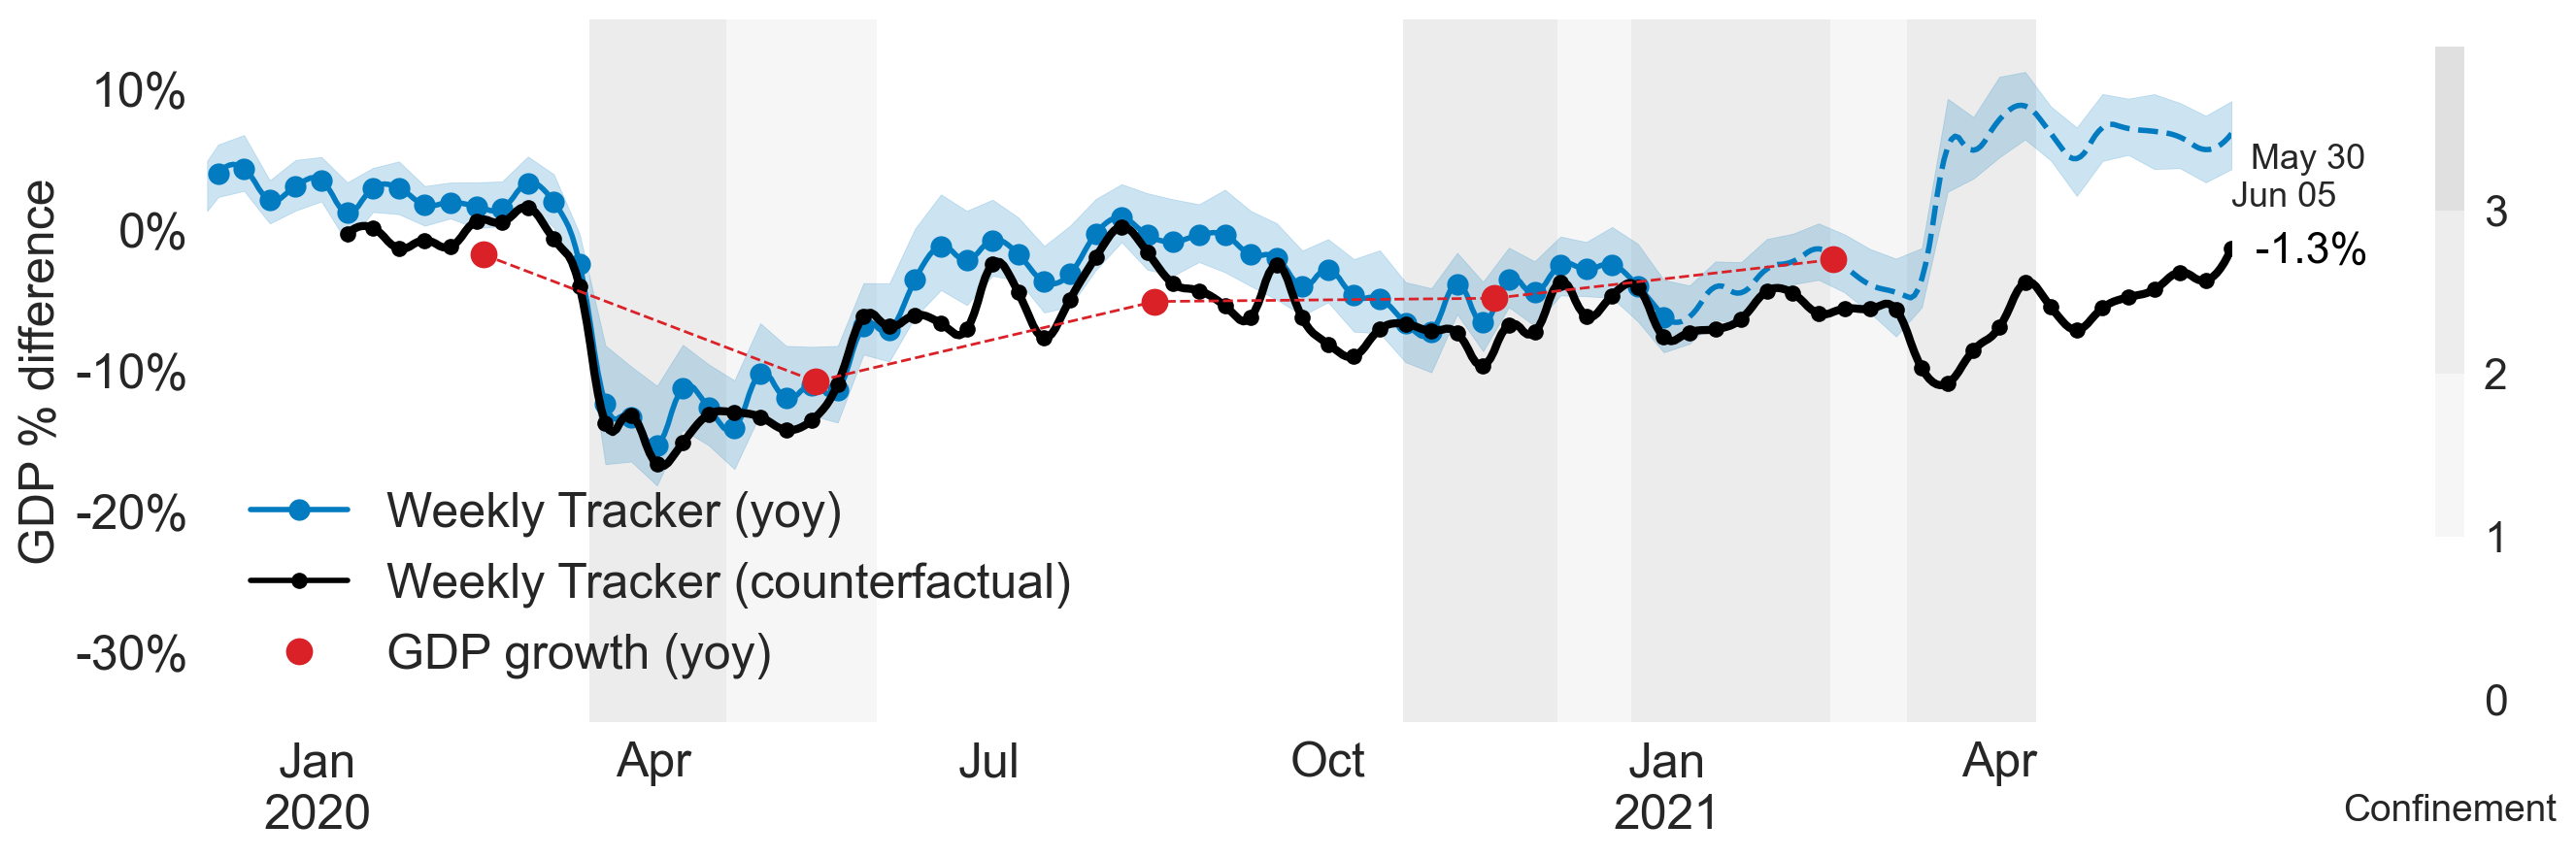 GDP % difference
10%
0%
-10%
-20%
-30%
Weekly Tracker (yoy)
Weekly Tracker (counterfactual)
GDP growth (yoy)
May 30
Jun 05
-1.3%
3
2
1
0
Jan
2020
Apr
Jul
Oct
Jan
2021
Apr
Confinement